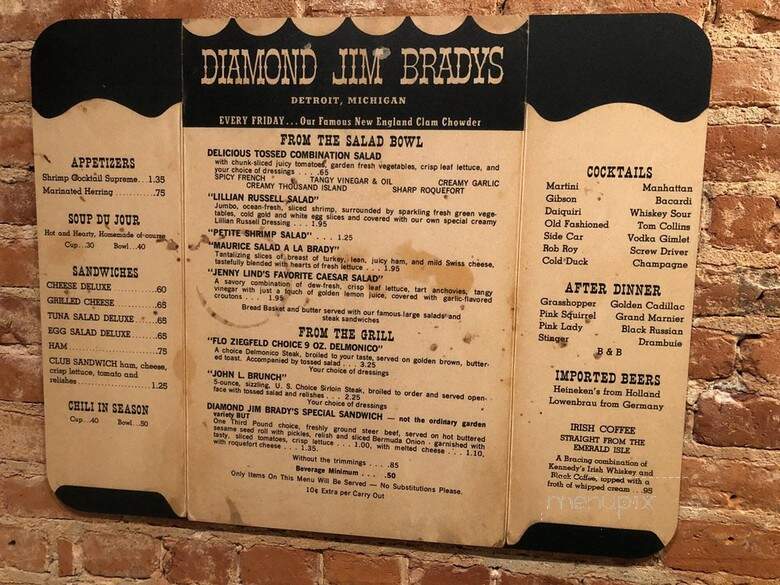 DIAMOND JIM BRADYS
DETROIT, MICHIGAN
EVERY FRIDAY...Our Famous New England Clam Chowder
APPETIZERS
Shrimp Cocktail Supreme...1.35
Marinated Herring .....75
SOUP DU JOUR
Hot and Hearty, Homemade of-course
Cup..30 Bowl..40
SANDWICHES
CHEESE DELUXE .60
GRILLED CHEESE .65
TUNA SALAD DELUXE .65
EGG SALAD DELUXE .65
HAM .75
CLUB SANDWICH ham, cheese,
crisp lettuce, tomato and
relishes 1.25
CHILI IN SEASON
Cup...40 Bowl...50
FROM THE SALAD BOWL
DELICIOUS TOSSED COMBINATION SALAD
with chunk-sliced juicy tomatoes, garden fresh vegetables, crisp leaf lettuce, and
your choice of dressings ... .65
SPICY FRENCH TANGY VINEGAR & OIL CREAMY GARLIC
CREAMY THOUSAND ISLAND SHARP ROQUEFORT
"LILLIAN RUSSELL SALAD"
Jumbo, ocean-fresh, sliced shrimp, surrounded by sparkling fresh green vege-
tables, cold gold and white egg slices and covered with our own special creamy
Lillian Russell Dressing ... 1.95
"PETITE SHRIMP SALAD" ... 1.25
"MAURICE SALAD A LA BRADY"
Tantalizing slices of breast of turkey, lean, juicy ham, and mild Swiss cheese,
tastefully blended with hearts of fresh lettuce ... 1.95
"JENNY LIND'S FAVORITE CAESAR SALAD"
A savory combination of dew-fresh, crisp leaf lettuce, tart anchovies, tangy
vinegar with just a touch of golden lemon juice, covered with garlic-flavored
croutons ... 1.95
Bread Basket and butter served with our famous-large salads and
steak sandwiches
FROM THE GRILL
"FLO ZIEGFELD CHOICE 9 OZ. DELMONICO"
A choice Delmonico Steak, broiled to your taste, served on golden brown, butter-
ed toast. Accompanied by tossed salad ... 3.25
Your choice of dressings
"JOHN L. BRUNCH"
5-ounce, sizzling, U. S. Choice Sirloin Steak, broiled to order and served open-
face with tossed salad and relishes ... 2.25
Your choice of dressings
DIAMOND JIM BRADY'S SPECIAL SANDWICH — not the ordinary garden
variety BUT
One Third Pound choice, freshly ground steer beef, served on hot buttered
sesame seed roll with pickles, relish and sliced Bermuda Onion - garnished with
tasty, sliced tomatoes, crisp lettuce ... 1.00, with melted cheese ... 1.10,
with roquefort cheese ... 1.35.
Without the trimmings ... .85
Beverage Minimum ... .50
Only Items On This Menu Will Be Served — No Substitutions Please.
10¢ Extra per Carry Out
COCKTAILS
Martini Manhattan
Gibson Bacardi
Daiquiri Whiskey Sour
Old Fashioned Tom Collins
Side Car Vodka Gimlet
Rob Roy Screw Driver
Cold Duck Champagne
AFTER DINNER
Grasshopper Golden Cadillac
Pink Squirrel Grand Marnier
Pink Lady Black Russian
Stinger Drambuie
B & B
IMPORTED BEERS
Heineken's from Holland
Lowenbrau from Germany
IRISH COFFEE
STRAIGHT FROM THE
EMERALD ISLE
A Bracing combination of
Kennedy's Irish Whiskey and
Black Coffee, topped with a
froth of whipped cream ...95
menupix